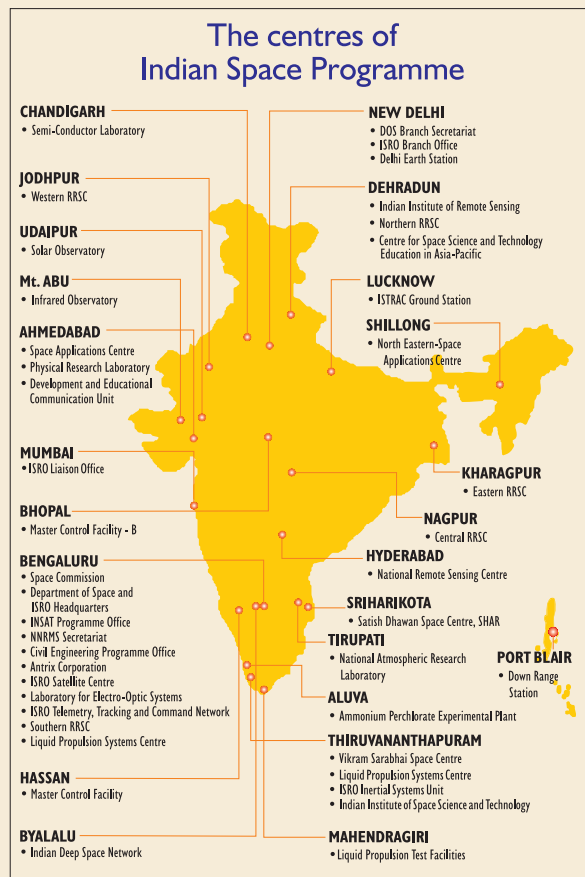 The centres of
Indian Space Programme
CHANDIGARH
• Semi-Conductor Laboratory
JODHPUR
• Western RRSC
UDAIPUR
• Solar Observatory
Mt. ABU
• Infrared Observatory
AHMEDABAD
• Space Applications Centre
• Physical Research Laboratory
• Development and Educational
Communication Unit
MUMBAI
• ISRO Liaison Office
BHOPAL
• Master Control Facility - B
BENGALURU
• Space Commission
• Department of Space and
ISRO Headquarters
• INSAT Programme Office
• NNRMS Secretariat
• Civil Engineering Programme Office
• Antrix Corporation
• ISRO Satellite Centre
• Laboratory for Electro-Optic Systems
• ISRO Telemetry, Tracking and Command Network
• Southern RRSC
• Liquid Propulsion Systems Centre
HASSAN
• Master Control Facility
BYALALU
• Indian Deep Space Network
NEW DELHI
• DOS Branch Secretariat
• ISRO Branch Office
• Delhi Earth Station
DEHRADUN
• Indian Institute of Remote Sensing
• Northern RRSC
• Centre for Space Science and Technology
Education in Asia-Pacific
LUCKNOW
• ISTRAC Ground Station
SHILLONG
• North Eastern-Space
Applications Centre
KHARAGPUR
• Eastern RRSC
NAGPUR
• Central RRSC
HYDERABAD
• National Remote Sensing Centre
SRIHARIKOTA
• Satish Dhawan Space Centre, SHAR
TIRUPATI
• National Atmospheric Research
Laboratory
PORT BLAIR
• Down Range
Station
ALUVA
• Ammonium Perchlorate Experimental Plant
THIRUVANANTHAPURAM
• Vikram Sarabhai Space Centre
• Liquid Propulsion Systems Centre
• ISRO Inertial Systems Unit
• Indian Institute of Space Science and Technology
MAHENDRAGIRI
• Liquid Propulsion Test Facilities